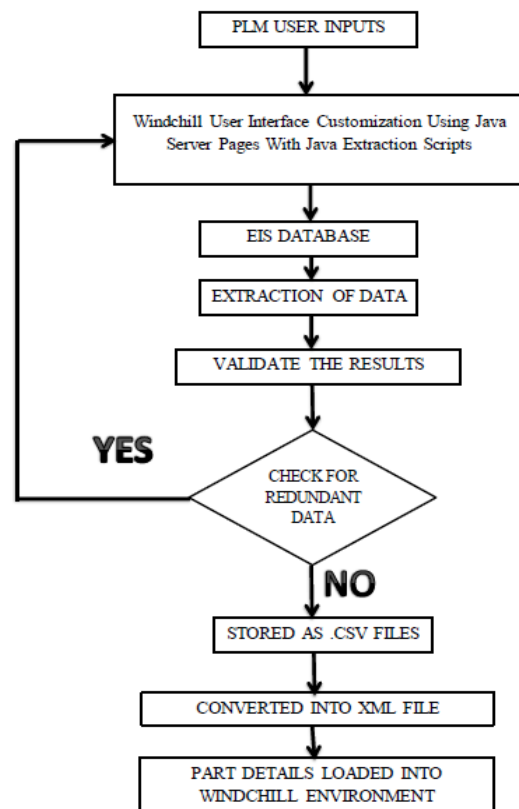 PLM USER INPUTS
Windchill User Interface Customization Using Java
Server Pages With Java Extraction Scripts
EIS DATABASE
EXTRACTION OF DATA
VALIDATE THE RESULTS
YES
CHECK FOR
REDUNDANT
DATA
NO
STORED AS .CSV FILES
CONVERTED INTO XML FILE
PART DETAILS LOADED INTO
WINDCHILL ENVIRONMENT